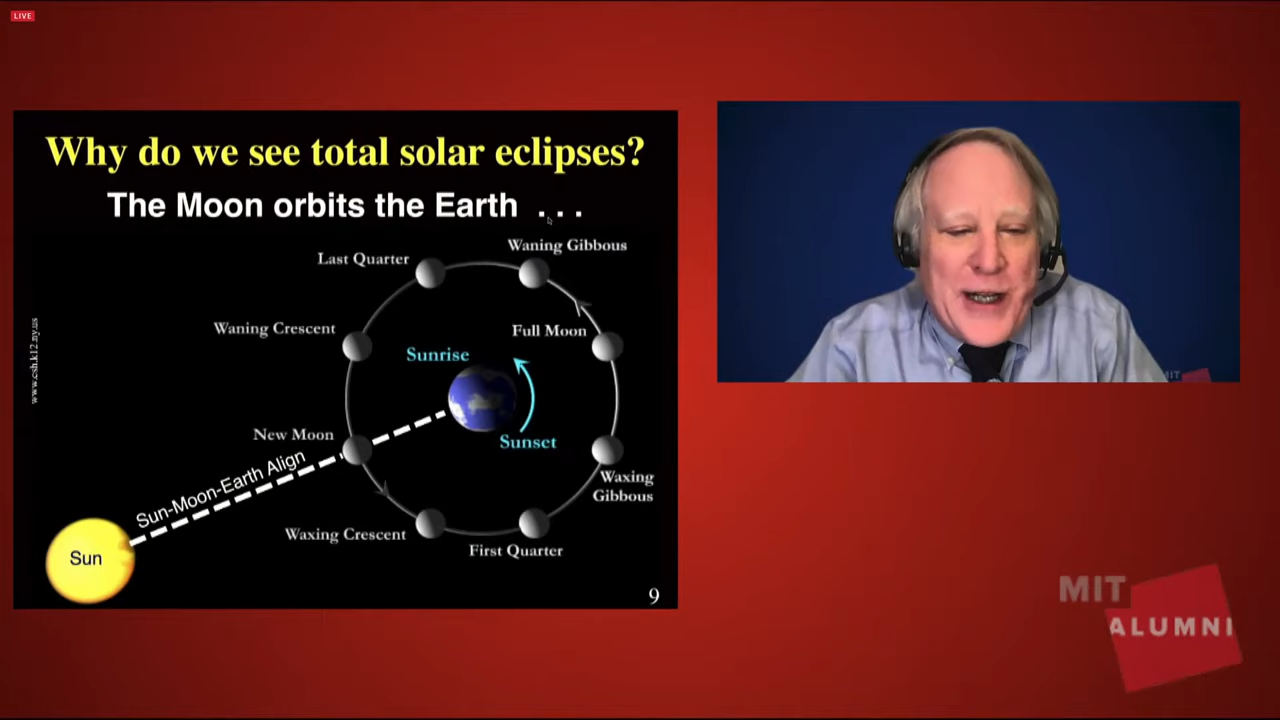 LIVE
Why do we see total solar eclipses?
The Moon orbits the Earth . . .
Waning Gibbous
Last Quarter
Waning Crescent
Full Moon
Sunrise
www.csh.k12.ny.us
New Moon
Sunset
Sun-Moon-Earth Align
Waxing
Gibbous
Waxing Crescent
First Quarter
Sun
9
MIT
MIT
ALUMNI